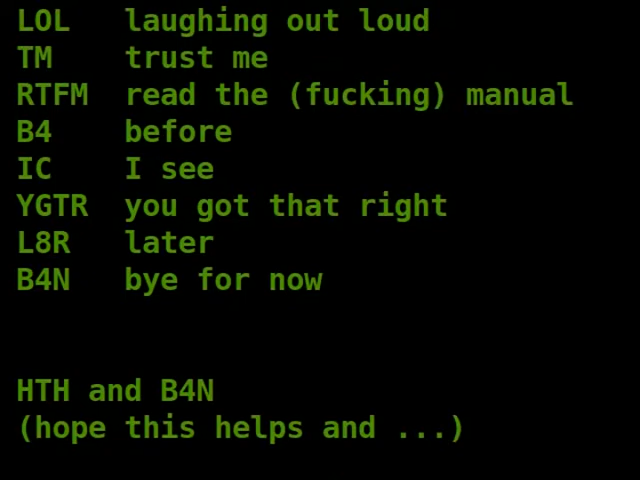 LOL laughing out loud
TM trust me
RTFM read the (fucking) manual
B4 before
IC I see
YGTR you got that right
L8R later
B4N bye for now
HTH and B4N
(hope this helps and ...)